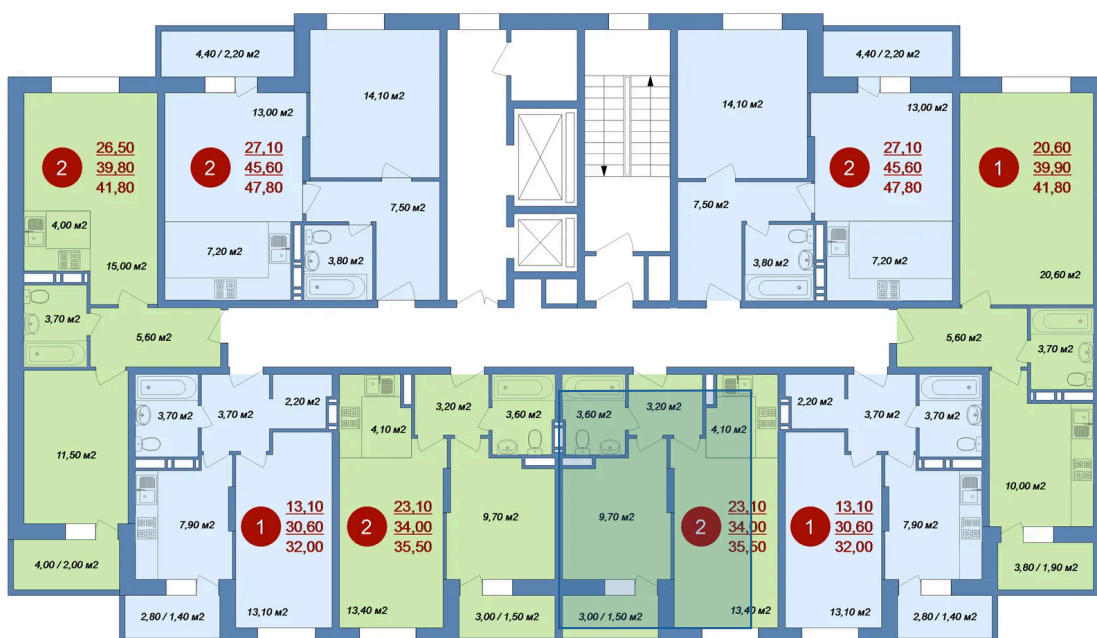 4,40 / 2,20 м2
4,40 / 2,20 м2
14,10 м2
14,10 м2
13,00 м2
13,00 м2
2
26,50
39,80
41,80
2
27,10
45,60
47,80
2
27,10
45,60
47,80
1
20,60
39,90
41,80
7,50 м2
7,50 м2
4,00 м2
7,20 м2
3,80 м2
3,80 м2
7,20 м2
15,00 м2
20,60 м2
3,70 м2
5,60 м2
5,60 м2
3,70 м2
3,70 м2
3,70 м2
2,20 м2
4,10 м2
3,20 м2
3,60 м2
3,60 м2
3,20 м2
4,10 м2
2,20 м2
3,70 м2
3,70 м2
11,50 м2
10,00 м2
7,90 м2
1
13,10
30,60
32,00
2
23,10
34,00
35,50
9,70 м2
9,70 м2
2
23,10
34,00
35,50
1
13,10
30,60
32,00
7,90 м2
4,00 / 2,00 м2
3,80 / 1,90 м2
2,80 / 1,40 м2
13,10 м2
13,40 м2
3,00 / 1,50 м2
3,00 / 1,50 м2
13,40 м2
13,10 м2
2,80 / 1,40 м2